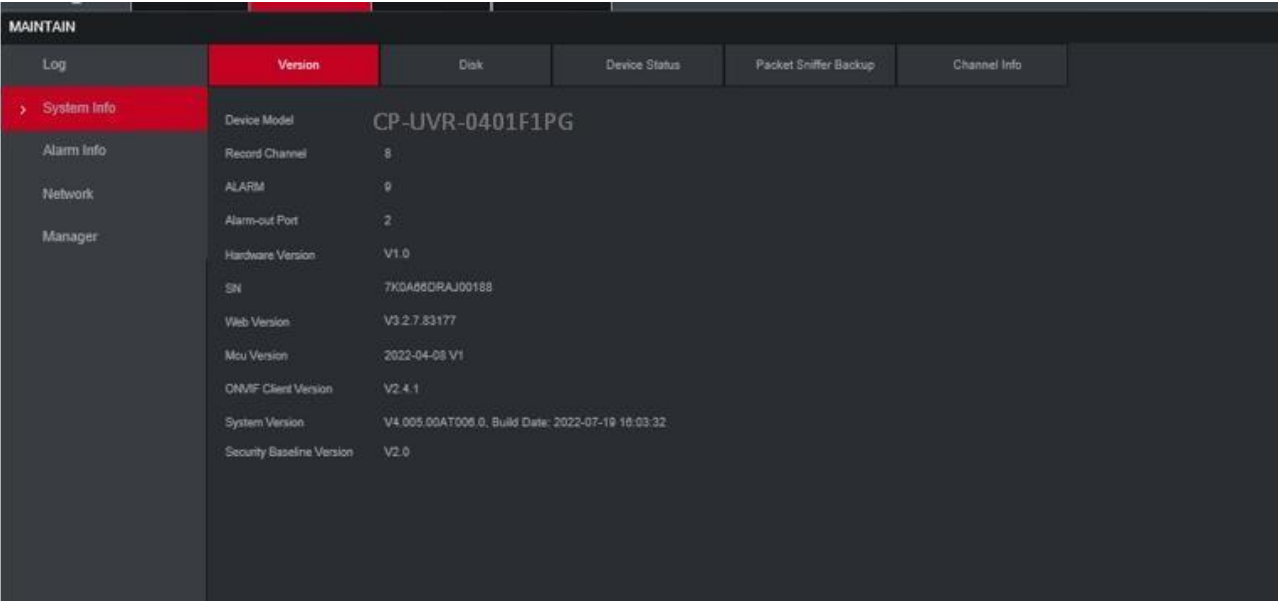 MAINTAIN
Log
Version Disk Device Status Packet Sniffer Backup Channel Info
System Info
Device Model CP-UVR-0401F1PG
Alarm Info
Record Channel 8
Network
ALARM 9
Manager
Alarm-out Port 2
Hardware Version V1.0
SN 7K0A66DRAJ00188
Web Version V3.2.7.83177
Mcu Version 2022-04-08 V1
ONVIF Client Version V2.4.1
System Version V4.005.00AT006.0, Build Date: 2022-07-19 16:03:32
Security Baseline Version V2.0